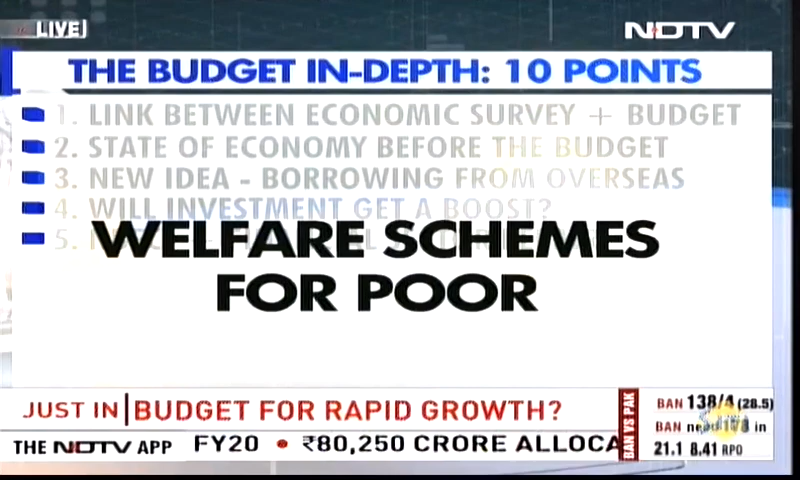 LIVE
NDTV
THE BUDGET IN-DEPTH: 10 POINTS
1. LINK BETWEEN ECONOMIC SURVEY + BUDGET
2. STATE OF ECONOMY BEFORE THE BUDGET
3. NEW IDEA - BORROWING FROM OVERSEAS
4. WILL INVESTMENT GET A BOOST?
5.
WELFARE SCHEMES
FOR POOR
JUST IN BUDGET FOR RAPID GROWTH?
BAN VS PAK
BAN 138/4 (28.5)
BAN need 178 in
21.1 8.41 RPO
THE NDTV APP FY20 • ₹80,250 CRORE ALLOCA